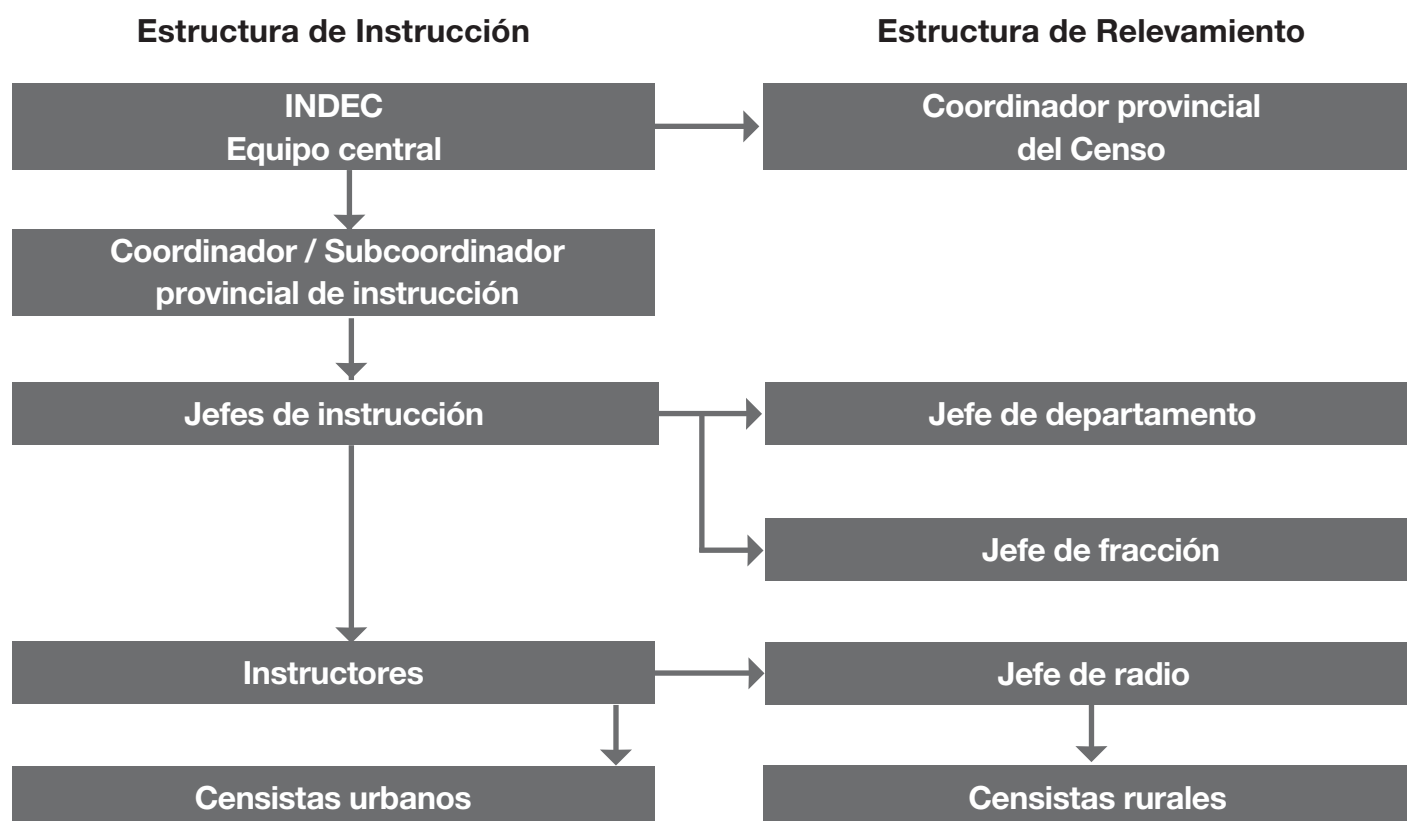 Estructura de Instrucción
Estructura de Relevamiento
INDEC
Equipo central
Coordinador provincial
del Censo
Coordinador / Subcoordinador
provincial de instrucción
Jefes de instrucción
Jefe de departamento
Jefe de fracción
Instructores
Jefe de radio
Censistas urbanos
Censistas rurales